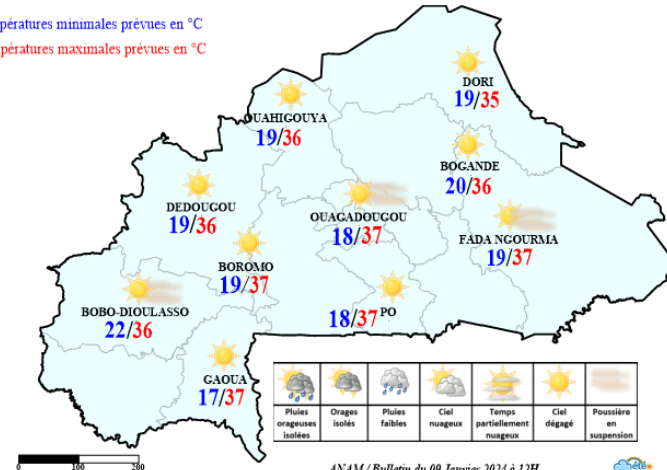 pératures minimales prévues en °C
pératures maximales prévues en °C
DORI
19/35
OUAHIGOUYA
19/36
BOGANDE
20/36
DEDOUGOU
19/36
OUAGADOUGOU
18/37
FADA NGOURMA
19/37
BOROMO
19/37
BOBO-DIOULASSO
22/36
PO
18/37
GAOUA
17/37
Pluies orageuses isolées
Orages isolés
Pluies faibles
Ciel nuageux
Temps partiellement nuageux
Ciel dégagé
Poussière en suspension
0 100 200
ANAM / Bulletin du 09 Janvier 2024 à 12H
météo